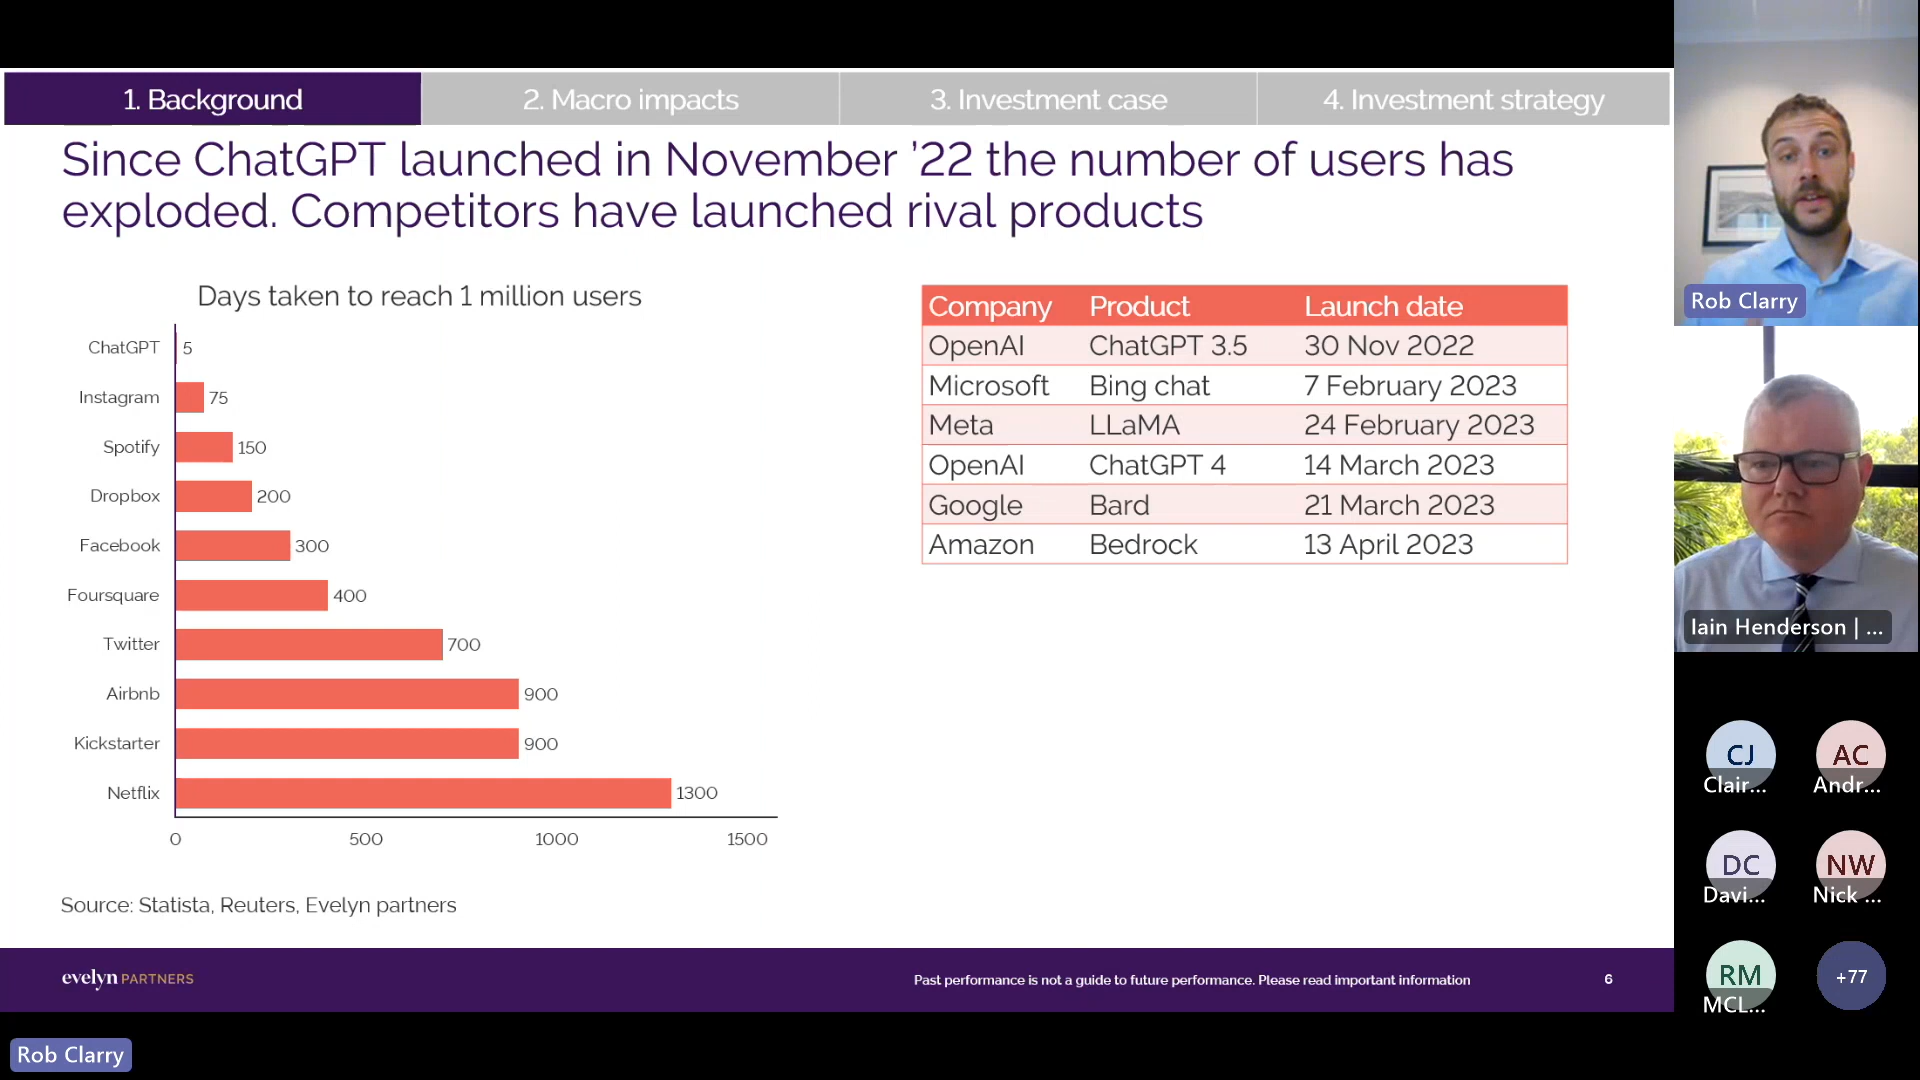 1. Background
2. Macro impacts
3. Investment case
4. Investment strategy
Since ChatGPT launched in November ’22 the number of users has
exploded. Competitors have launched rival products
Days taken to reach 1 million users
ChatGPT 5
Instagram 75
Spotify 150
Dropbox 200
Facebook 300
Foursquare 400
Twitter 700
Airbnb 900
Kickstarter 900
Netflix 1300
0 500 1000 1500
Source: Statista, Reuters, Evelyn partners
Company Product Launch date
OpenAI ChatGPT 3.5 30 Nov 2022
Microsoft Bing chat 7 February 2023
Meta LLaMA 24 February 2023
OpenAI ChatGPT 4 14 March 2023
Google Bard 21 March 2023
Amazon Bedrock 13 April 2023
evelyn PARTNERS
Past performance is not a guide to future performance. Please read important information
6
Rob Clarry
Rob Clarry
Iain Henderson | ...
CJ
Clair...
AC
Andr...
DC
Davi...
NW
Nick ...
RM
MCL...
+77